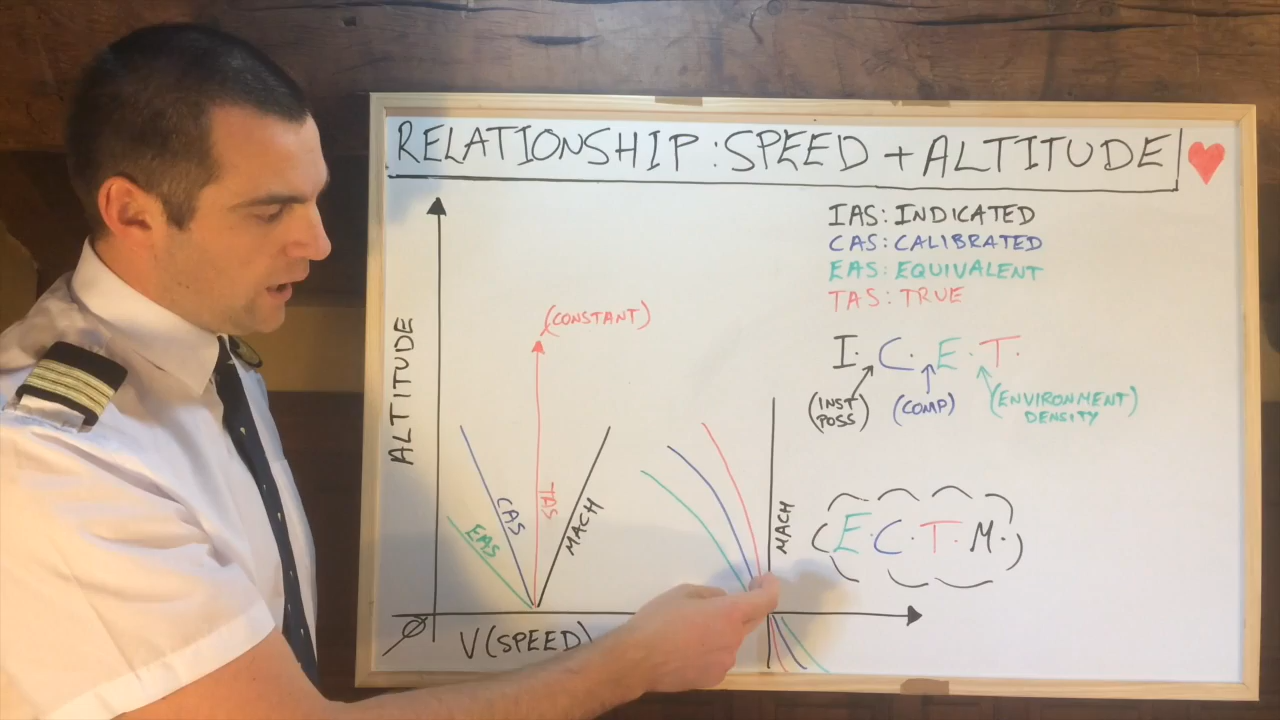 RELATIONSHIP: SPEED + ALTITUDE
IAS: INDICATED
CAS: CALIBRATED
EAS: EQUIVALENT
TAS: TRUE
I. C. E. T.
(INST POSS)
(COMP)
(ENVIRONMENT)
DENSITY
E. C. T. M.
ALTITUDE
(CONSTANT)
EAS
CAS
TAS
MACH
MACH
V(SPEED)